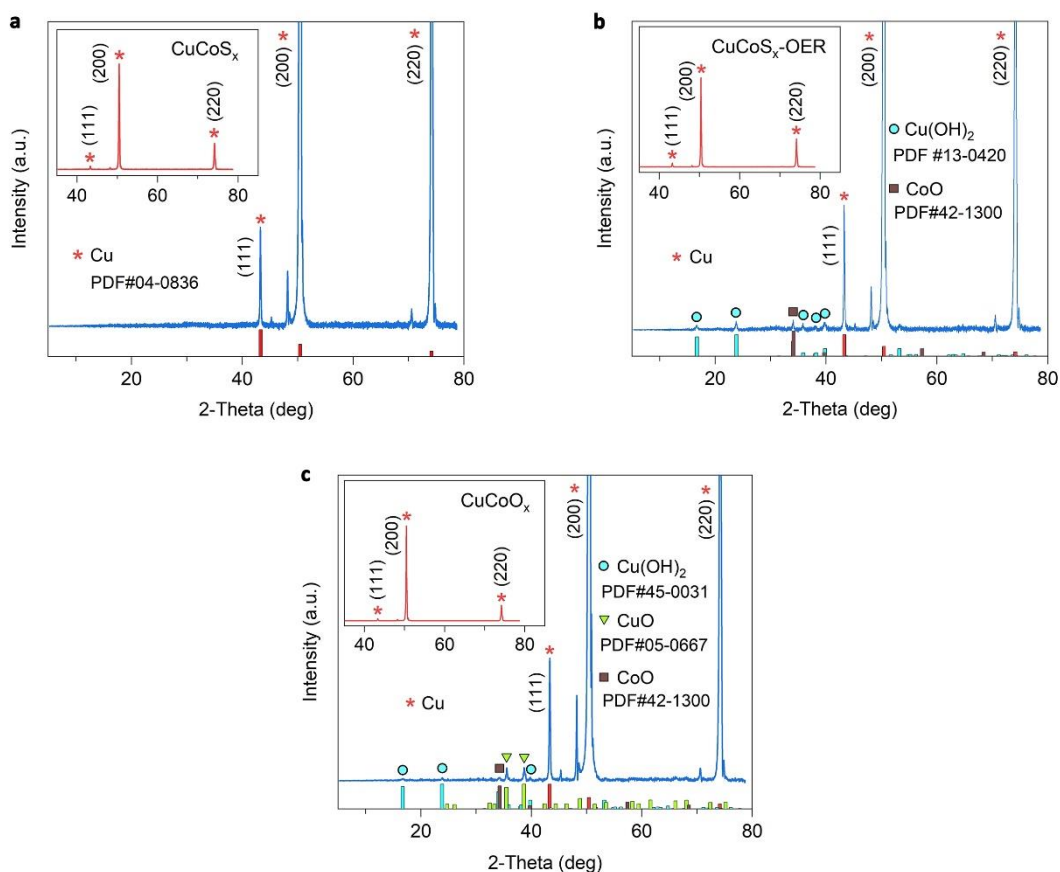 a
CuCoSₓ
(111)
(200)
(220)
40
60
80
(200)
(220)
(111)
* Cu
PDF#04-0836
Intensity (a.u.)
20
40
60
80
2-Theta (deg)
b
CuCoSₓ-OER
(111)
(200)
(220)
40
60
80
(200)
(220)
Cu(OH)₂
PDF #13-0420
CoO
PDF#42-1300
(111)
* Cu
Intensity (a.u.)
20
40
60
80
2-Theta (deg)
c
CuCoOₓ
(111)
(200)
(220)
40
60
80
(200)
(220)
Cu(OH)₂
PDF#45-0031
CuO
PDF#05-0667
CoO
PDF#42-1300
(111)
* Cu
Intensity (a.u.)
20
40
60
80
2-Theta (deg)